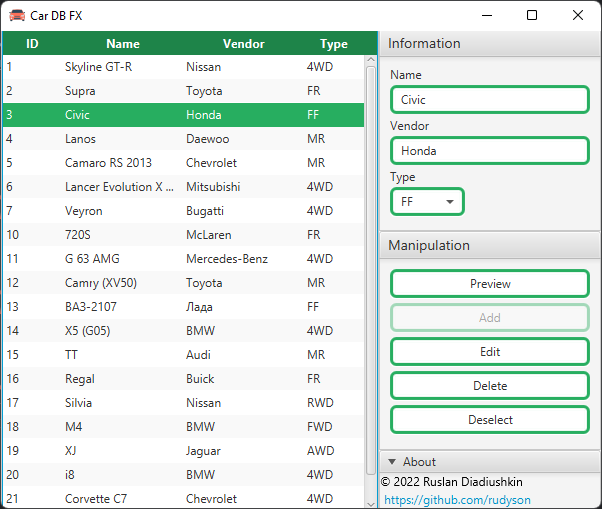 Car DB FX
ID Name Vendor Type
1 Skyline GT-R Nissan 4WD
2 Supra Toyota FR
3 Civic Honda FF
4 Lanos Daewoo MR
5 Camaro RS 2013 Chevrolet MR
6 Lancer Evolution X ... Mitsubishi 4WD
7 Veyron Bugatti 4WD
10 720S McLaren FR
11 G 63 AMG Mercedes-Benz 4WD
12 Camry (XV50) Toyota MR
13 ВАЗ-2107 Лада FF
14 X5 (G05) BMW 4WD
15 TT Audi MR
16 Regal Buick FR
17 Silvia Nissan RWD
18 M4 BMW FWD
19 XJ Jaguar AWD
20 i8 BMW 4WD
21 Corvette C7 Chevrolet 4WD
Information
Name
Civic
Vendor
Honda
Type
FF
Manipulation
Preview
Add
Edit
Delete
Deselect
About
© 2022 Ruslan Diadiushkin
https://github.com/rudyson